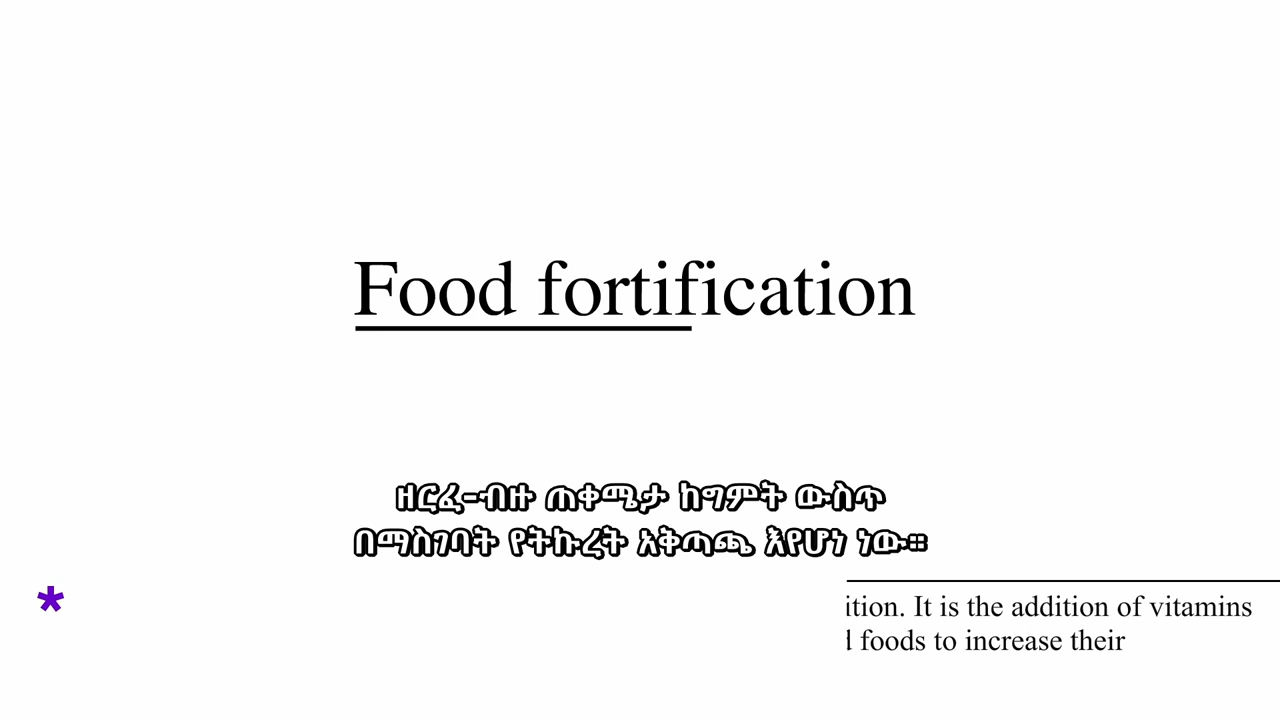 Food fortification
ዘርፈ-ብዙ ጠቀሜታ ከግምት ውስጥ
በማስገባት የትኩረት አቅጣጫ እየሆነ ነው።
*
ition. It is the addition of vitamins
foods to increase their